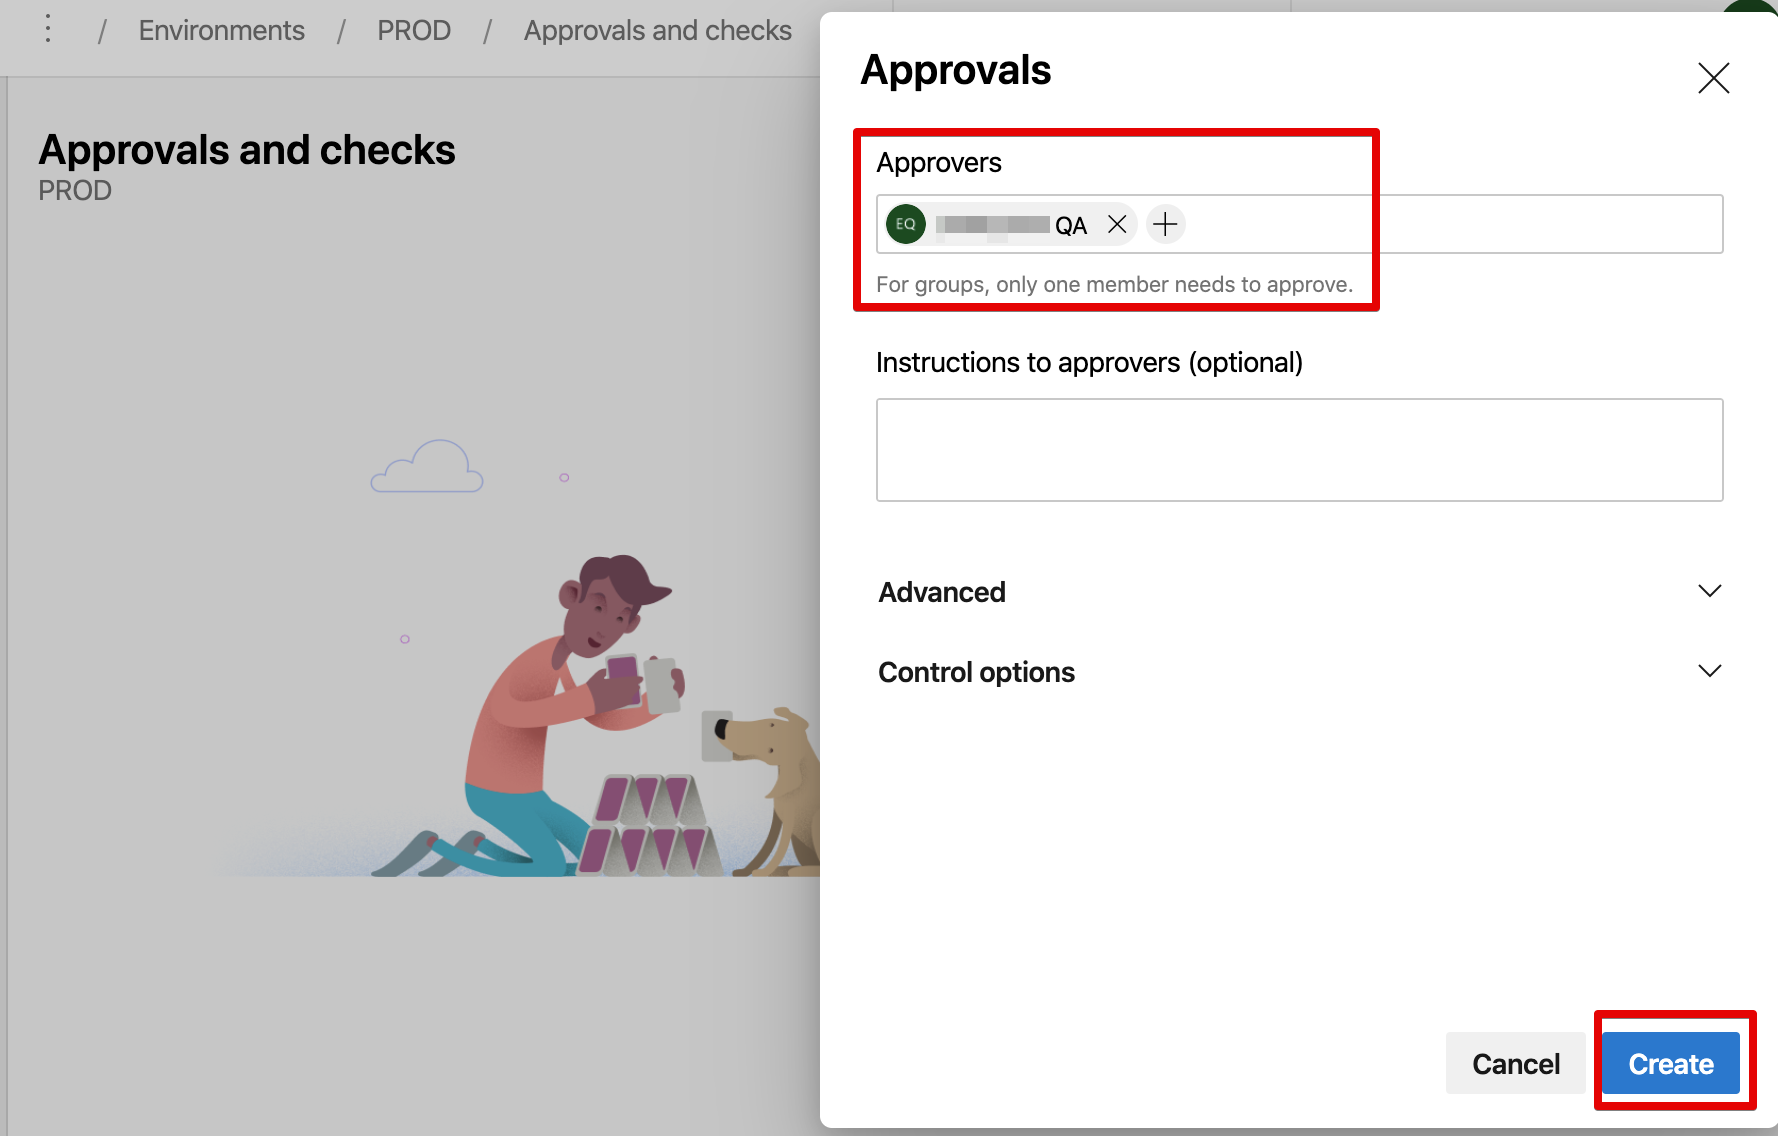 / Environments / PROD / Approvals and checks
Approvals and checks
PROD
Approvals
Approvers
EQ QA
For groups, only one member needs to approve.
Instructions to approvers (optional)
Advanced
Control options
Cancel
Create